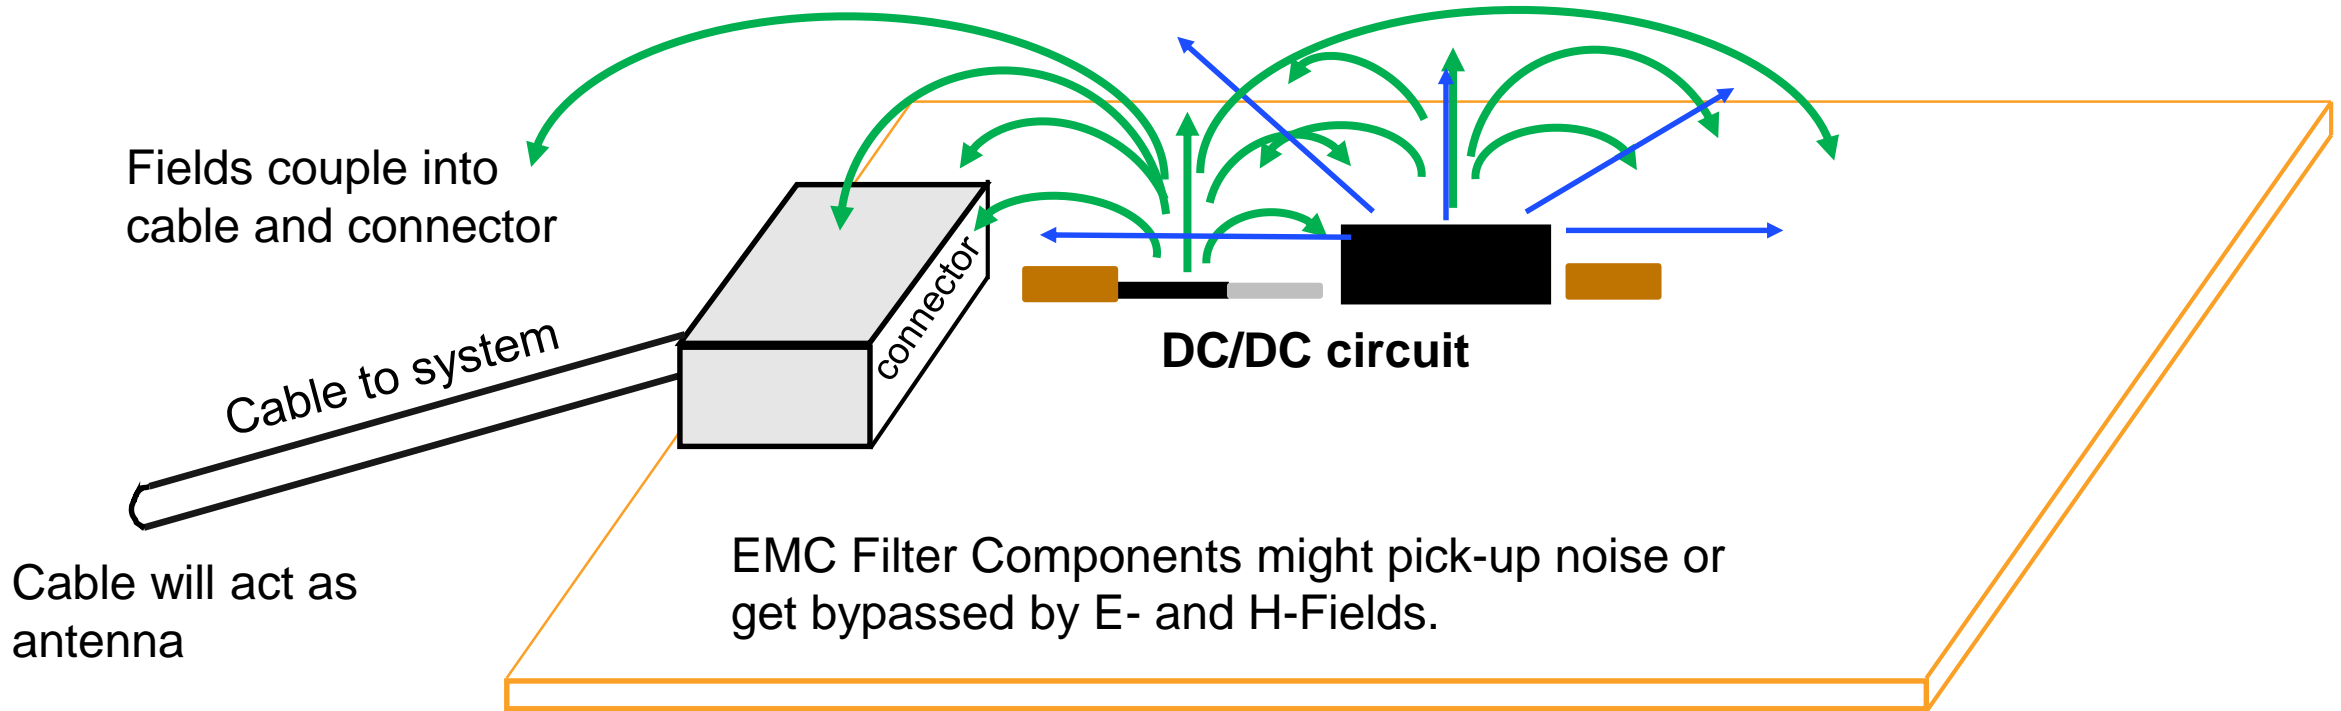 Fields couple into
cable and connector
connector
Cable to system
DC/DC circuit
Cable will act as
antenna
EMC Filter Components might pick-up noise or
get bypassed by E- and H-Fields.